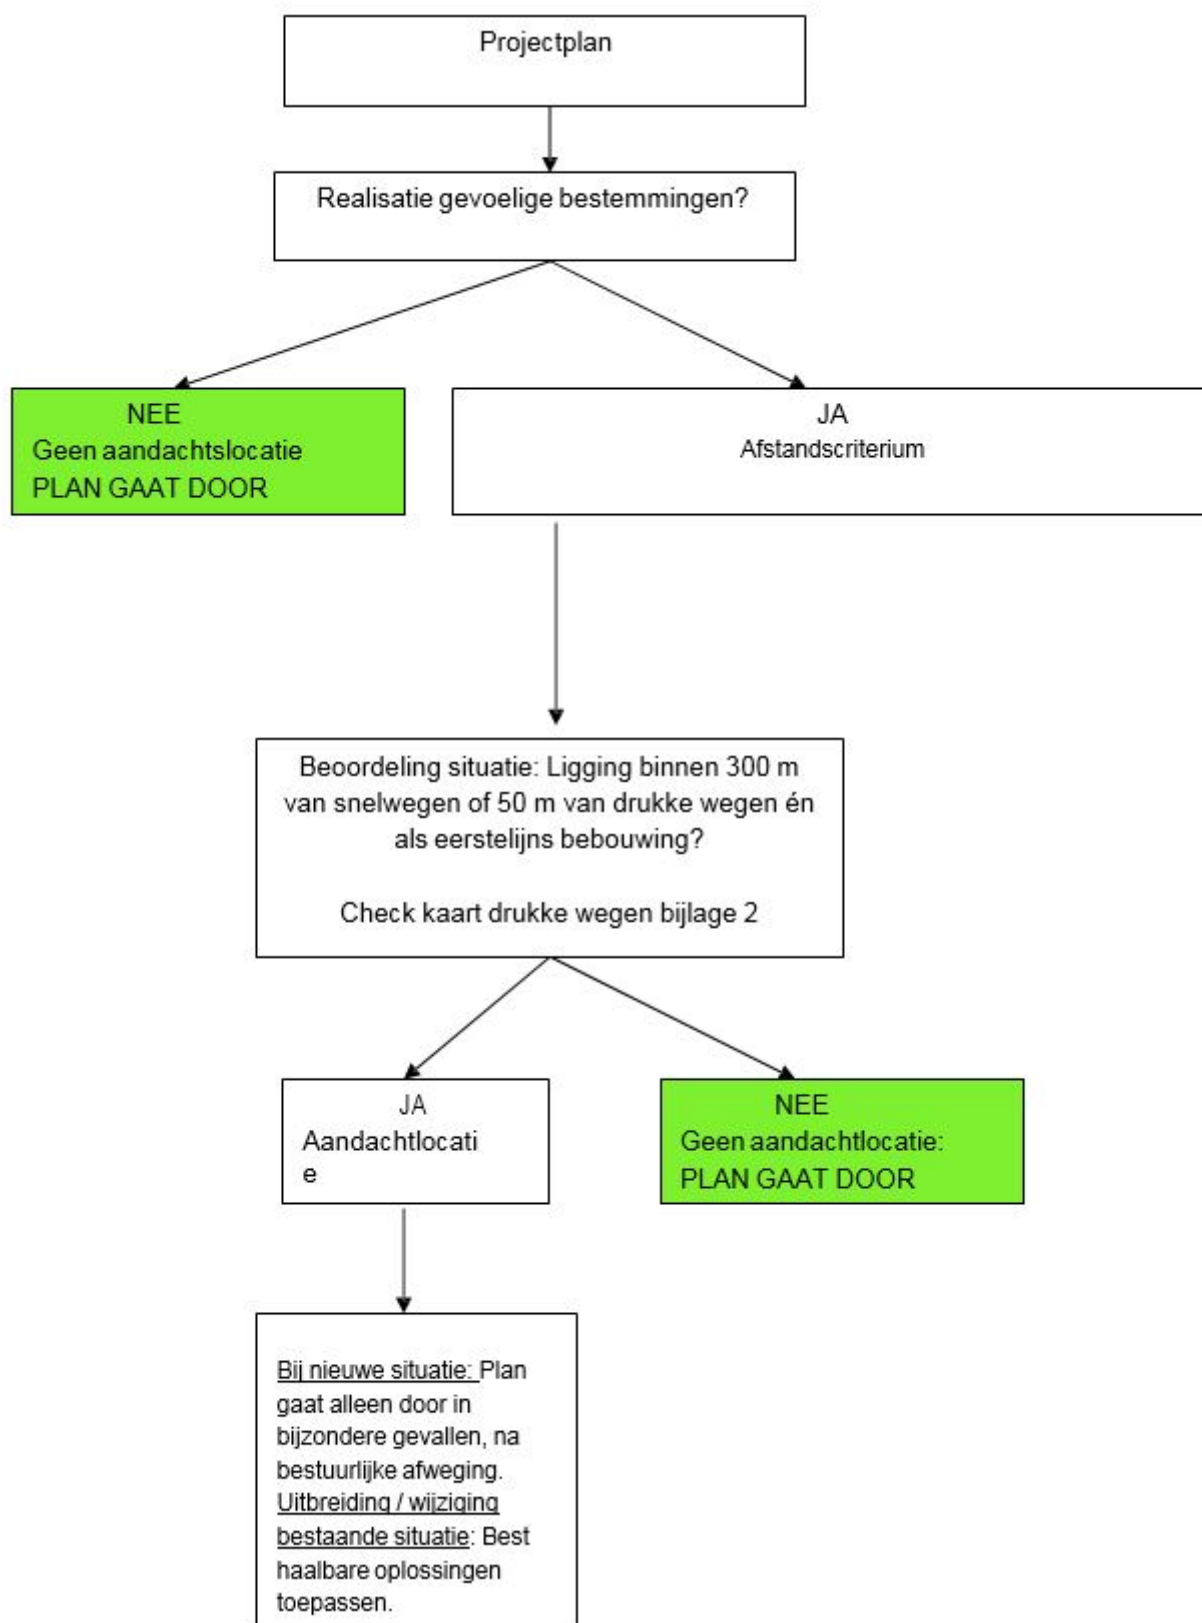 Projectplan
Realisatie gevoelige bestemmingen?
NEE
Geen aandachtslocatie
PLAN GAAT DOOR
JA
Afstandscriterium
Beoordeling situatie: Ligging binnen 300 m
van snelwegen of 50 m van drukke wegen én
als eerstelijns bebouwing?
Check kaart drukke wegen bijlage 2
JA
Aandachtlocati
e
NEE
Geen aandachtlocatie:
PLAN GAAT DOOR
Bij nieuwe situatie: Plan
gaat alleen door in
bijzondere gevallen, na
bestuurlijke afweging.
Uitbreiding / wijziging
bestaande situatie: Best
haalbare oplossingen
toepassen.